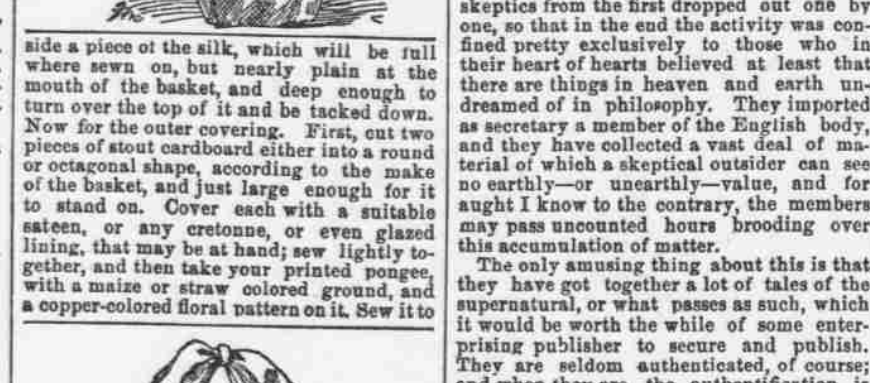 side a piece of the silk, which will be full
where sewn on, but nearly plain at the
mouth of the basket, and deep enough to
turn over the top of it and be tacked down.
Now for the outer covering. First, cut two
pieces of stout cardboard either into a round
or octagonal shape, according to the make
of the basket, and just large enough for it
to stand on. Cover each with a suitable
sateen, or any cretonne, or even glazed
lining, that may be at hand; sew lightly to-
gether, and then take your printed pongee,
with a maize or straw colored ground, and
a copper-colored floral pattern on it. Sew it to
skeptics from the first dropped out one by
one, so that in the end the activity was con-
fined pretty exclusively to those who in
their heart of hearts believed at least that
there are things in heaven and earth un-
dreamed of in philosophy. They imported
as secretary a member of the English body,
and they have collected a vast deal of ma-
terial of which a skeptical outsider can see
no earthly—or unearthly—value, and for
aught I know to the contrary, the members
may pass uncounted hours brooding over
this accumulation of matter.
The only amusing thing about this is that
they have got together a lot of tales of the
supernatural, or what passes as such, which
it would be worth the while of some enter-
prising publisher to secure and publish.
They are seldom authenticated, of course;
and when they are, the authentification is